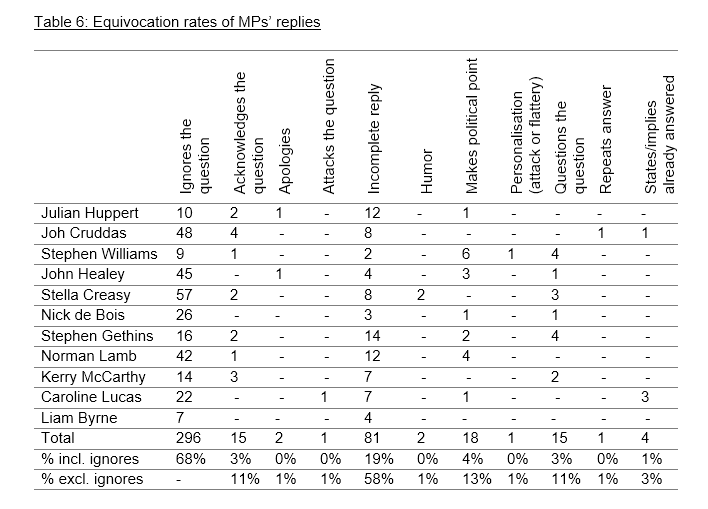 Table 6: Equivocation rates of MPs' replies
Ignores the question
Acknowledges the question
Apologies
Attacks the question
Incomplete reply
Humor
Makes political point
Personalisation (attack or flattery)
Questions the question
Repeats answer
States/implies already answered
Julian Huppert 10 2 1 - 12 - 1 - - - -
Joh Cruddas 48 4 - - 8 - - - - 1 1
Stephen Williams 9 1 - - 2 - 6 1 4 - -
John Healey 45 - 1 - 4 - 3 - 1 - -
Stella Creasy 57 2 - - 8 2 - - 3 - -
Nick de Bois 26 - - - 3 - 1 - 1 - -
Stephen Gethins 16 2 - - 14 - 2 - 4 - -
Norman Lamb 42 1 - - 12 - 4 - - - -
Kerry McCarthy 14 3 - - 7 - - - 2 - -
Caroline Lucas 22 - - 1 7 - 1 - - - 3
Liam Byrne 7 - - - 4 - - - - - -
Total 296 15 2 1 81 2 18 1 15 1 4
% incl. ignores 68% 3% 0% 0% 19% 0% 4% 0% 3% 0% 1%
% excl. ignores - 11% 1% 1% 58% 1% 13% 1% 11% 1% 3%